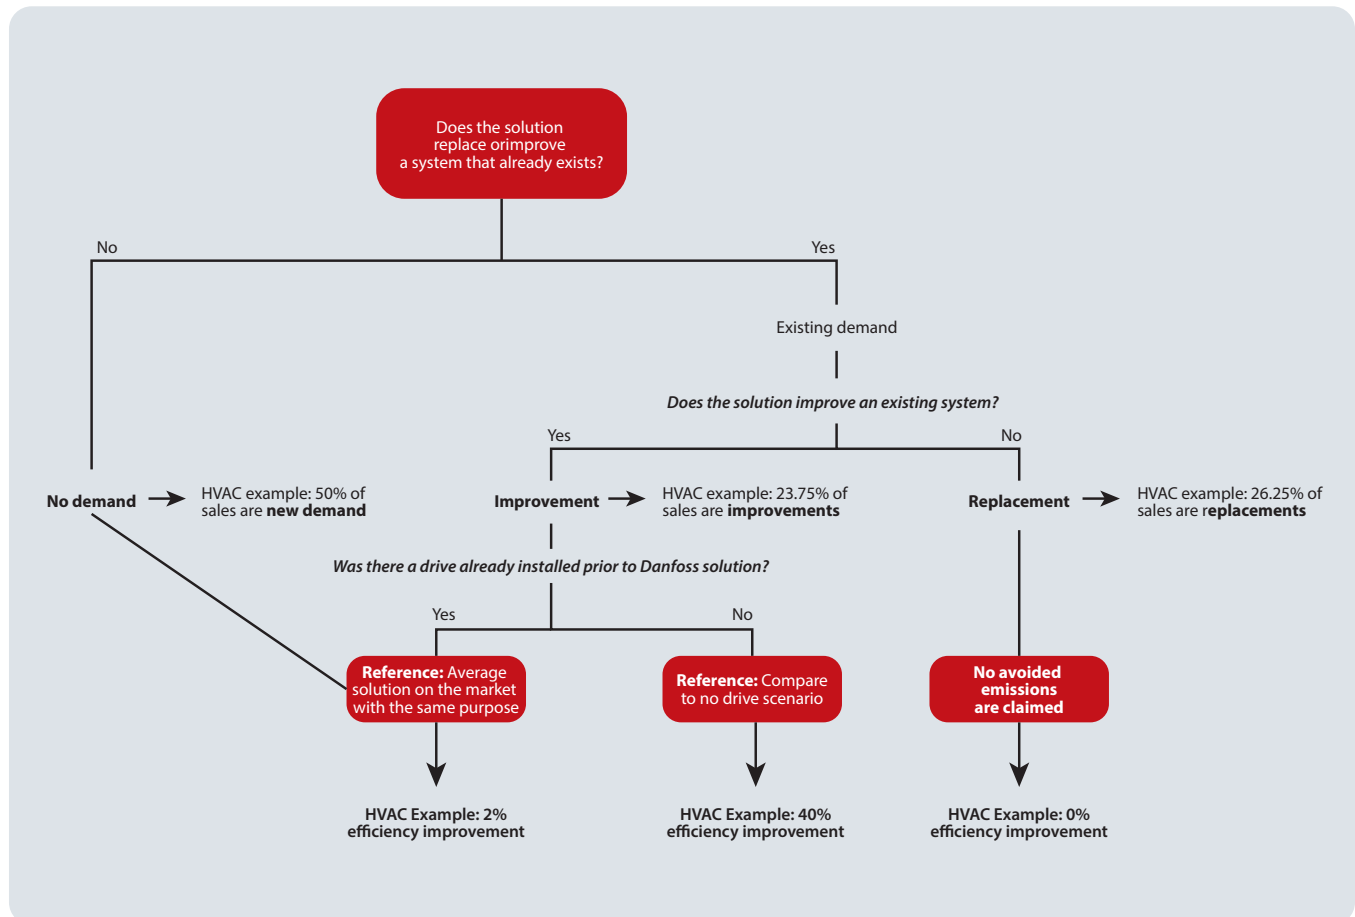 Does the solution
replace orimprove
a system that already exists?
No
Yes
Existing demand
Does the solution improve an existing system?
Yes
No
No demand
HVAC example: 50% of
sales are new demand
Improvement
HVAC example: 23.75% of
sales are improvements
Replacement
HVAC example: 26.25% of
sales are replacements
Was there a drive already installed prior to Danfoss solution?
Yes
No
Reference: Average
solution on the market
with the same purpose
Reference: Compare
to no drive scenario
No avoided
emissions
are claimed
HVAC Example: 2%
efficiency improvement
HVAC Example: 40%
efficiency improvement
HVAC Example: 0%
efficiency improvement